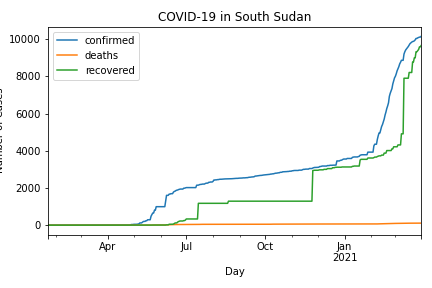 COVID-19 in South Sudan
confirmed
deaths
recovered
10000
8000
6000
4000
2000
0
Apr
Jul
Oct
Jan
2021
Day